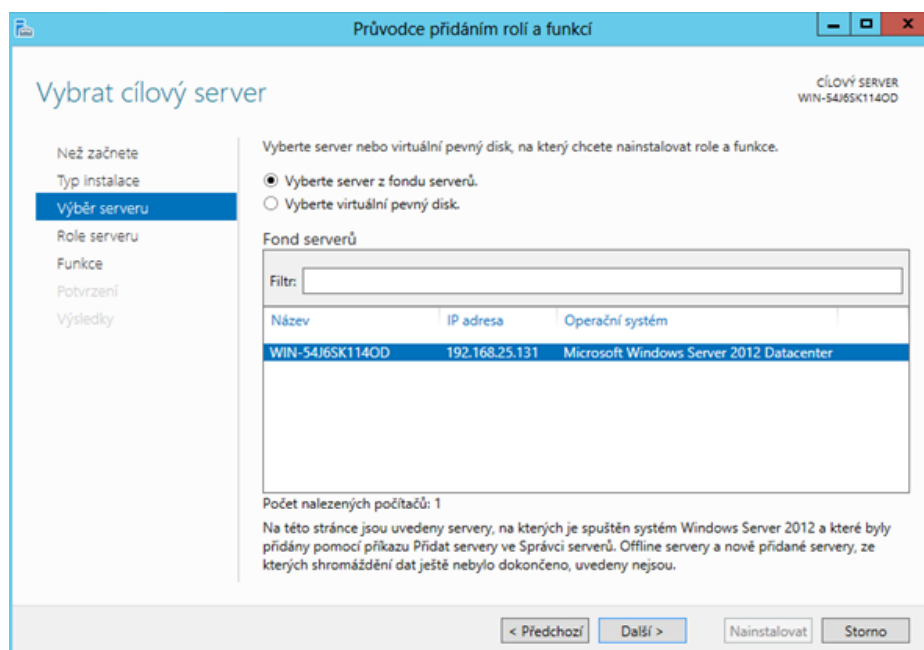 Průvodce přidáním rolí a funkcí
Vybrat cílový server
CÍLOVÝ SERVER
WIN-54J6SK114OD
Než začnete
Typ instalace
Výběr serveru
Role serveru
Funkce
Potvrzení
Výsledky
Vyberte server nebo virtuální pevný disk, na který chcete nainstalovat role a funkce.
Vyberte server z fondu serverů.
Vyberte virtuální pevný disk.
Fond serverů
Filtr:
Název IP adresa Operační systém
WIN-54J6SK114OD 192.168.25.131 Microsoft Windows Server 2012 Datacenter
Počet nalezených počítačů: 1
Na této stránce jsou uvedeny servery, na kterých je spuštěn systém Windows Server 2012 a které byly
přidány pomocí příkazu Přidat servery ve Správci serverů. Offline servery a nově přidané servery, ze
kterých shromáždění dat ještě nebylo dokončeno, uvedeny nejsou.
< Předchozí Další > Nainstalovat Storno